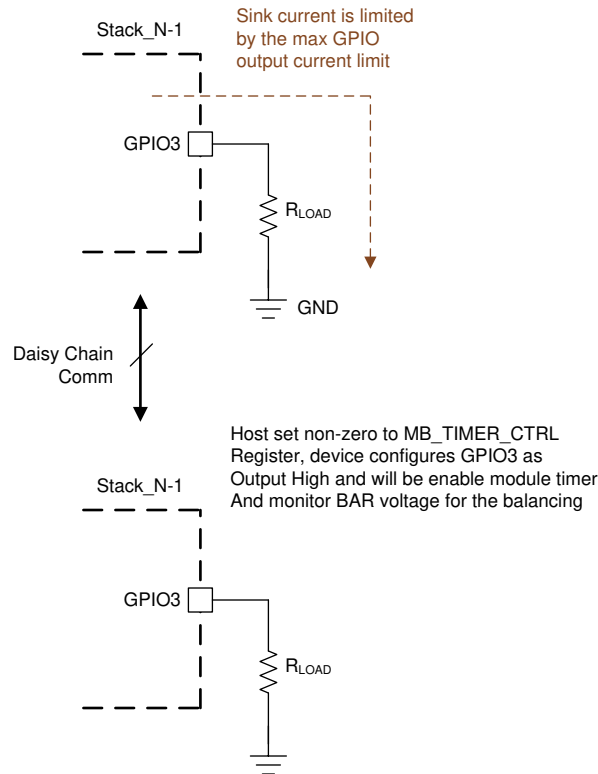 Stack_N-1
Sink current is limited
by the max GPIO
output current limit
GPIO3
RLOAD
GND
Daisy Chain
Comm
Host set non-zero to MB_TIMER_CTRL
Register, device configures GPIO3 as
Output High and will be enable module timer
And monitor BAR voltage for the balancing
Stack_N-1
GPIO3
RLOAD